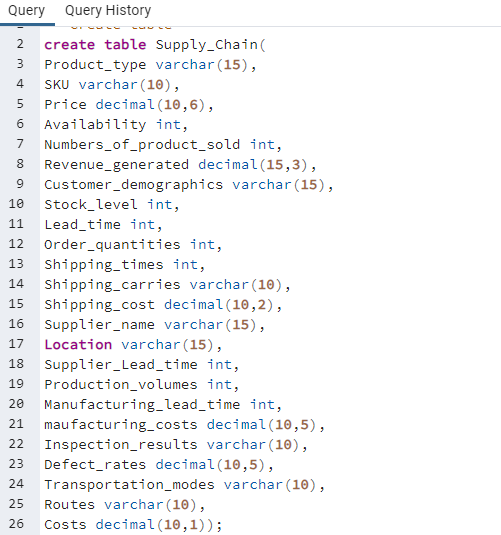 Query Query History
2 create table Supply_Chain(
3 Product_type varchar(15),
4 SKU varchar(10),
5 Price decimal(10,6),
6 Availability int,
7 Numbers_of_product_sold int,
8 Revenue_generated decimal(15,3),
9 Customer_demographics varchar(15),
10 Stock_level int,
11 Lead_time int,
12 Order_quantities int,
13 Shipping_times int,
14 Shipping_carries varchar(10),
15 Shipping_cost decimal(10,2),
16 Supplier_name varchar(15),
17 Location varchar(15),
18 Supplier_Lead_time int,
19 Production_volumes int,
20 Manufacturing_lead_time int,
21 maufacturing_costs decimal(10,5),
22 Inspection_results varchar(10),
23 Defect_rates decimal(10,5),
24 Transportation_modes varchar(10),
25 Routes varchar(10),
26 Costs decimal(10,1));